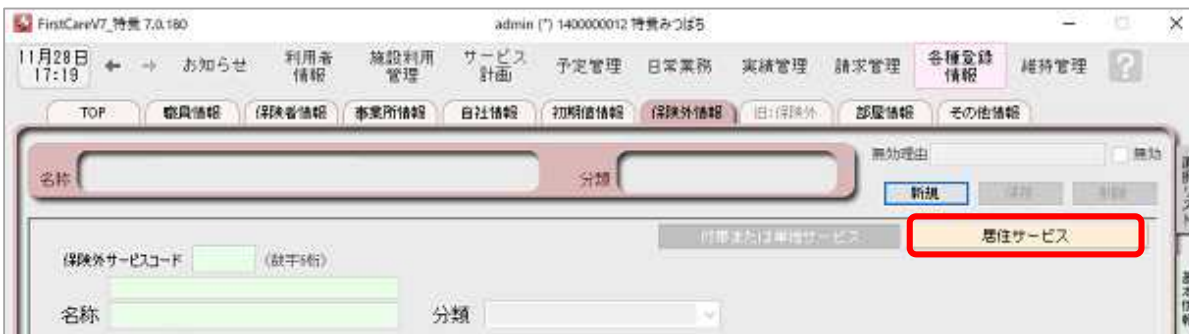 FirstCareV7_特養 7.0.180 admin (*) 1400000012 特養みつばち
11月28日
17:19
お知らせ
利用者
情報
施設利用
管理
サービス
計画
予定管理
日常業務
実績管理
請求管理
各種登録
情報
維持管理
TOP 職員情報 保険者情報 事業所情報 自社情報 初期値情報 保険外情報 旧:保険外 部屋情報 その他情報
無効理由 無効
名称 分類
新規 保存 削除
付帯または単増サービス 居住サービス
保険外サービスコード (数字6桁)
名称 分類
基本情報